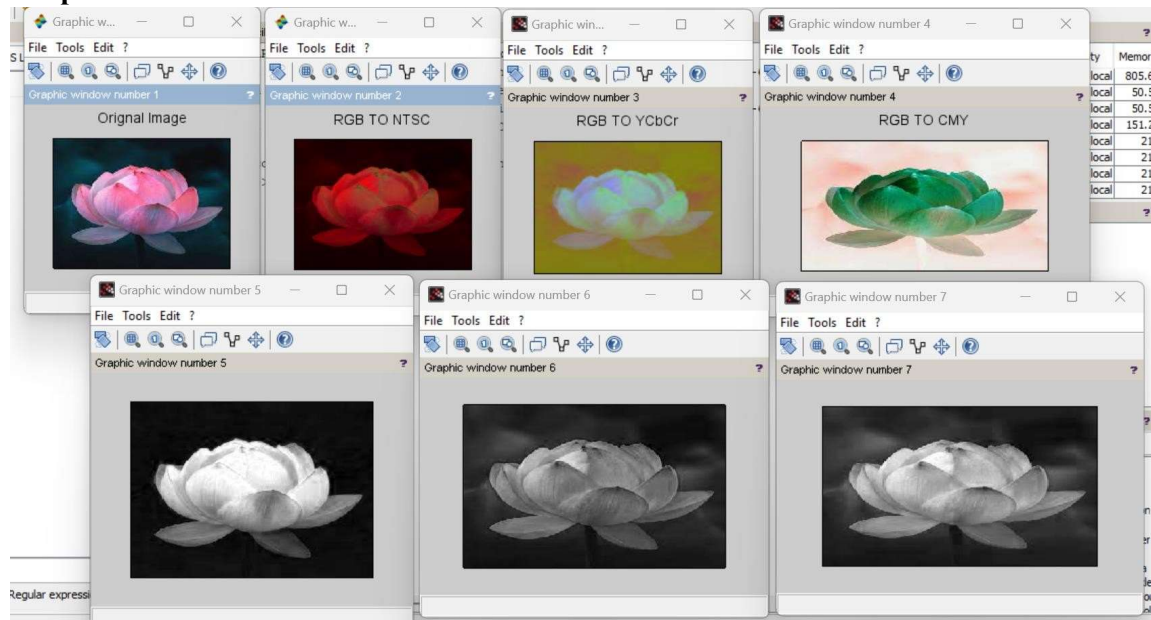 Graphic w...
File Tools Edit ?
Graphic window number 1 ?
Orignal Image
Graphic w...
File Tools Edit ?
Graphic window number 2 ?
RGB TO NTSC
Graphic win...
File Tools Edit ?
Graphic window number 3 ?
RGB TO YCbCr
Graphic window number 4
File Tools Edit ?
Graphic window number 4
RGB TO CMY
?
ty Memor
local 805.6
local 50.5
local 50.5
local 151.2
local 21
local 21
local 21
local 21
?
Graphic window number 5
File Tools Edit ?
Graphic window number 5 ?
Graphic window number 6
File Tools Edit ?
Graphic window number 6 ?
Graphic window number 7
File Tools Edit ?
Graphic window number 7 ?
Regular expressi